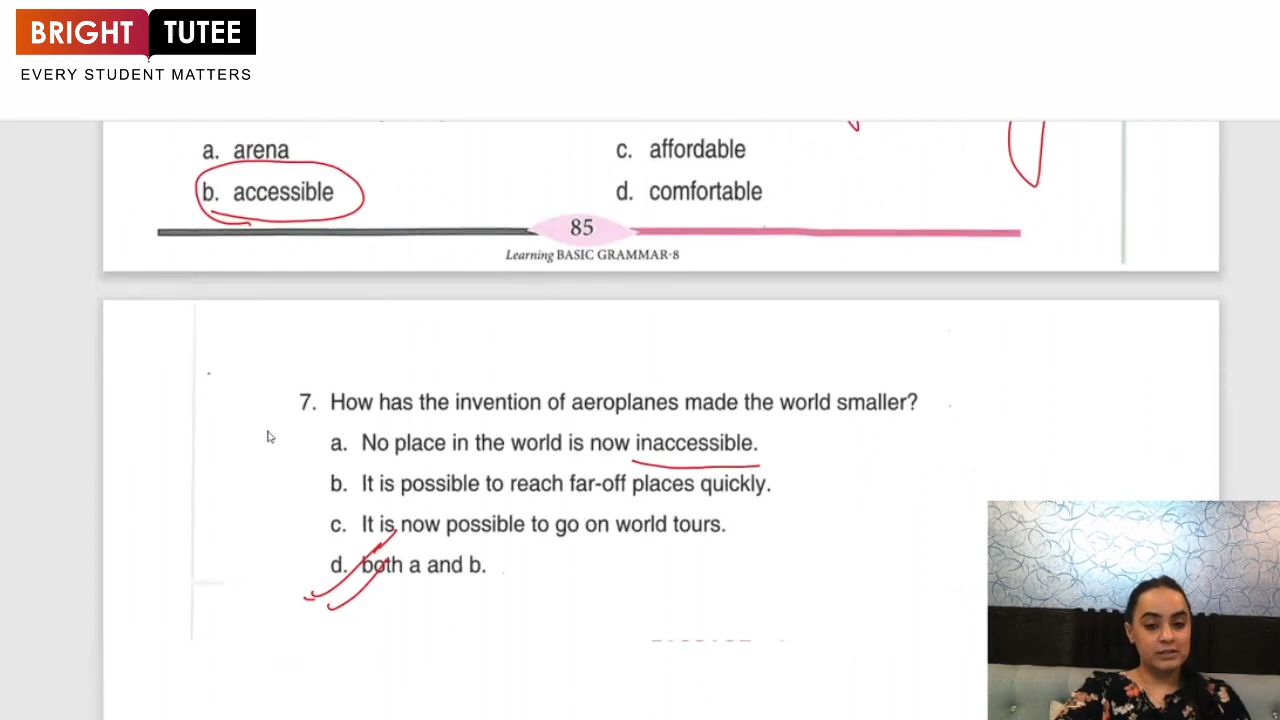 BRIGHT TUTEE
EVERY STUDENT MATTERS
a. arena
c. affordable
b. accessible
d. comfortable
85
Learning BASIC GRAMMAR-8
7. How has the invention of aeroplanes made the world smaller?
a. No place in the world is now inaccessible.
b. It is possible to reach far-off places quickly.
c. It is now possible to go on world tours.
d. both a and b.